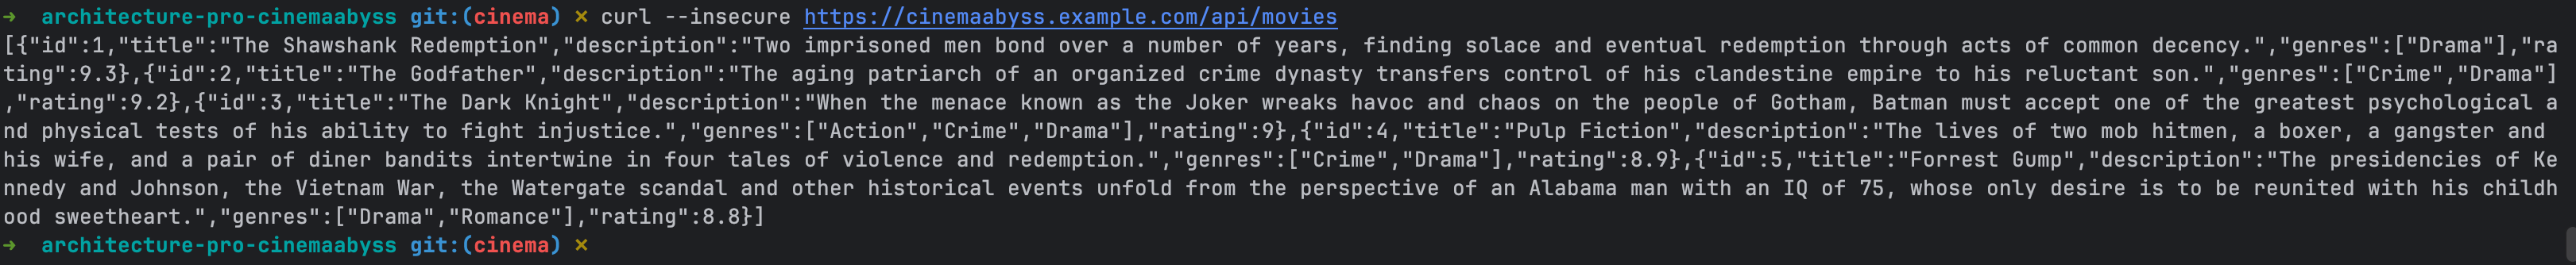 ➜  architecture-pro-cinemaabyss git:(cinema) ✗ curl --insecure https://cinemaabyss.example.com/api/movies
[{"id":1,"title":"The Shawshank Redemption","description":"Two imprisoned men bond over a number of years, finding solace and eventual redemption through acts of common decency.","genres":["Drama"],"ra
ting":9.3},{"id":2,"title":"The Godfather","description":"The aging patriarch of an organized crime dynasty transfers control of his clandestine empire to his reluctant son.","genres":["Crime","Drama"]
,"rating":9.2},{"id":3,"title":"The Dark Knight","description":"When the menace known as the Joker wreaks havoc and chaos on the people of Gotham, Batman must accept one of the greatest psychological a
nd physical tests of his ability to fight injustice.","genres":["Action","Crime","Drama"],"rating":9},{"id":4,"title":"Pulp Fiction","description":"The lives of two mob hitmen, a boxer, a gangster and
his wife, and a pair of diner bandits intertwine in four tales of violence and redemption.","genres":["Crime","Drama"],"rating":8.9},{"id":5,"title":"Forrest Gump","description":"The presidencies of Ke
nnedy and Johnson, the Vietnam War, the Watergate scandal and other historical events unfold from the perspective of an Alabama man with an IQ of 75, whose only desire is to be reunited with his childh
ood sweetheart.","genres":["Drama","Romance"],"rating":8.8}]
➜  architecture-pro-cinemaabyss git:(cinema) ✗